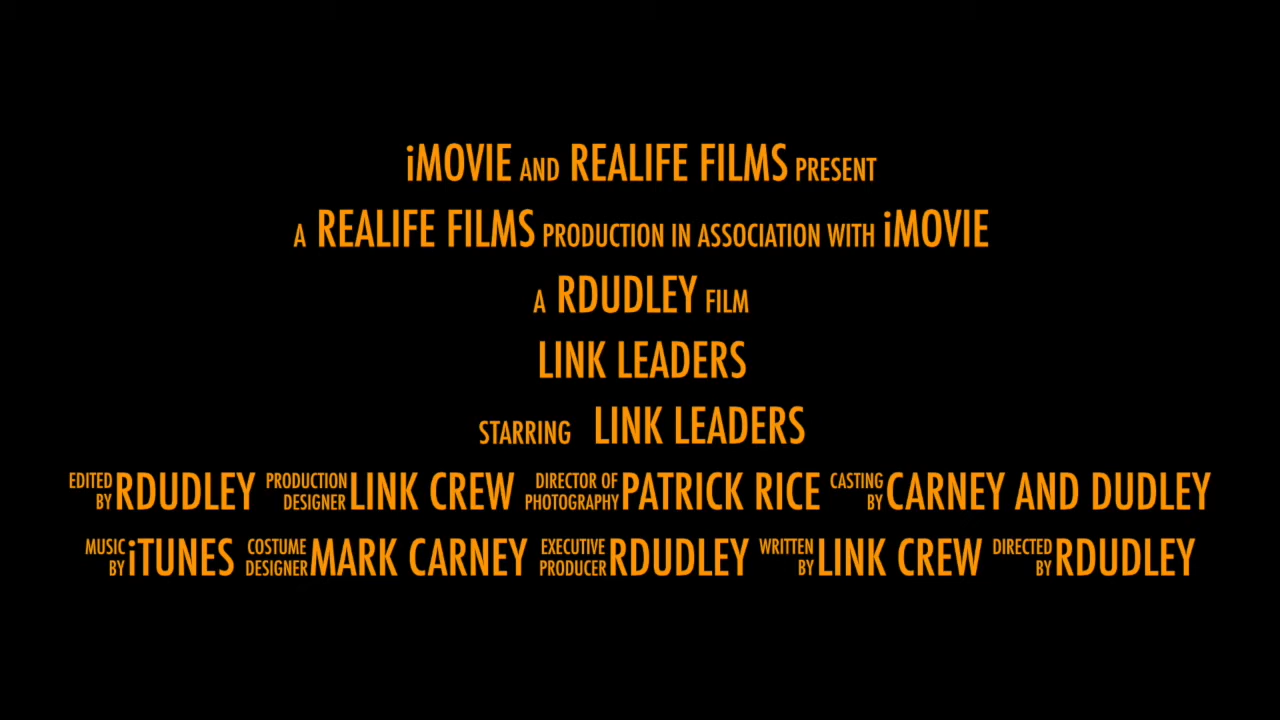 iMOVIE AND REALIFE FILMS PRESENT
A REALIFE FILMS PRODUCTION IN ASSOCIATION WITH iMOVIE
A RDUDLEY FILM
LINK LEADERS
STARRING LINK LEADERS
EDITED BY RDUDLEY PRODUCTION DESIGNER LINK CREW DIRECTOR OF PHOTOGRAPHY PATRICK RICE CASTING BY CARNEY AND DUDLEY
MUSIC BY iTUNES COSTUME DESIGNER MARK CARNEY EXECUTIVE PRODUCER RDUDLEY WRITTEN BY LINK CREW DIRECTED BY RDUDLEY